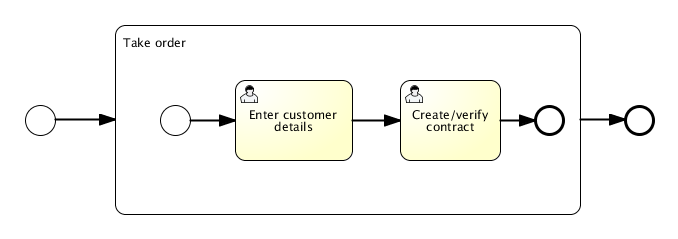 Take order
Enter customer
details
Create/verify
contract